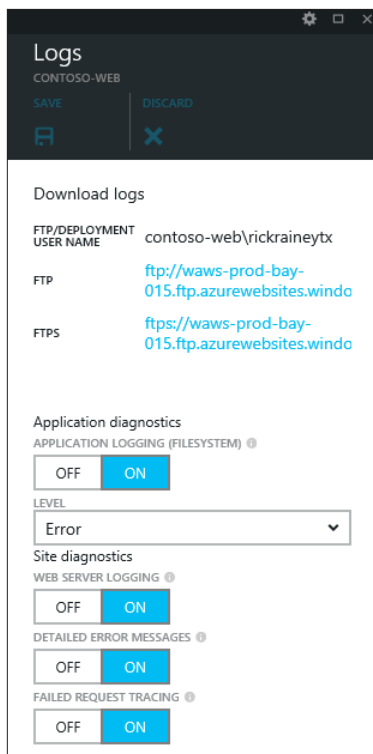 Logs
CONTOSO-WEB
SAVE
DISCARD
Download logs
FTP/DEPLOYMENT
USER NAME
contoso-web\rickraineytx
FTP
ftp://waws-prod-bay-
015.ftp.azurewebsites.windo
FTPS
ftps://waws-prod-bay-
015.ftp.azurewebsites.windo
Application diagnostics
APPLICATION LOGGING (FILESYSTEM)
OFF ON
LEVEL
Error
Site diagnostics
WEB SERVER LOGGING
OFF ON
DETAILED ERROR MESSAGES
OFF ON
FAILED REQUEST TRACING
OFF ON